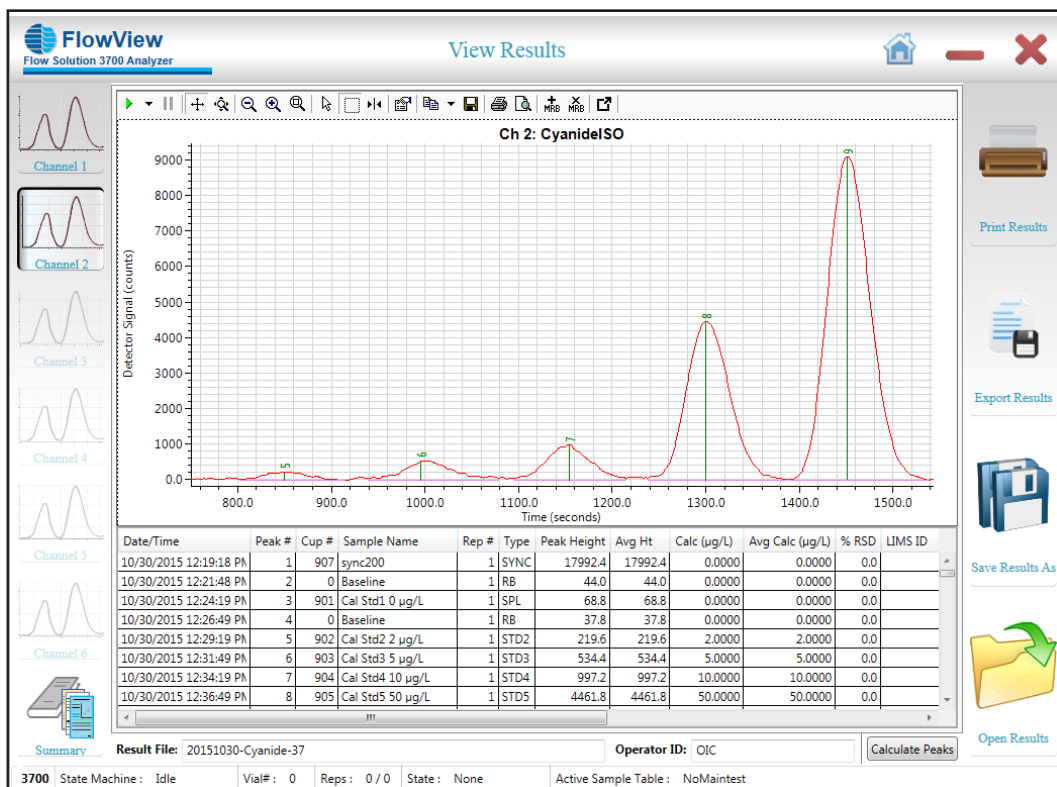 FlowView
Flow Solution 3700 Analyzer
View Results
Channel 1
Channel 2
Channel 3
Channel 4
Channel 5
Channel 6
Summary
MRB MRB
Ch 2: CyanideISO
Detector Signal (counts)
9000
8000
7000
6000
5000
4000
3000
2000
1000
0.0
5 6 7 8 9
800.0 900.0 1000.0 1100.0 1200.0 1300.0 1400.0 1500.0
Time (seconds)
Date/Time Peak # Cup # Sample Name Rep # Type Peak Height Avg Ht Calc (µg/L) Avg Calc (µg/L) % RSD LIMS ID
10/30/2015 12:19:18 PM 1 907 sync200 1 SYNC 17992.4 17992.4 0.0000 0.0000 0.0
10/30/2015 12:21:48 PM 2 0 Baseline 1 RB 44.0 44.0 0.0000 0.0000 0.0
10/30/2015 12:24:19 PM 3 901 Cal Std1 0 µg/L 1 SPL 68.8 68.8 0.0000 0.0000 0.0
10/30/2015 12:26:49 PM 4 0 Baseline 1 RB 37.8 37.8 0.0000 0.0000 0.0
10/30/2015 12:29:19 PM 5 902 Cal Std2 2 µg/L 1 STD2 219.6 219.6 2.0000 2.0000 0.0
10/30/2015 12:31:49 PM 6 903 Cal Std3 5 µg/L 1 STD3 534.4 534.4 5.0000 5.0000 0.0
10/30/2015 12:34:19 PM 7 904 Cal Std4 10 µg/L 1 STD4 997.2 997.2 10.0000 10.0000 0.0
10/30/2015 12:36:49 PM 8 905 Cal Std5 50 µg/L 1 STD5 4461.8 4461.8 50.0000 50.0000 0.0
Print Results
Export Results
Save Results As
Open Results
Result File: 20151030-Cyanide-37 Operator ID: OIC Calculate Peaks
3700 State Machine : Idle Vial# : 0 Reps : 0 / 0 State : None Active Sample Table : NoMaintest